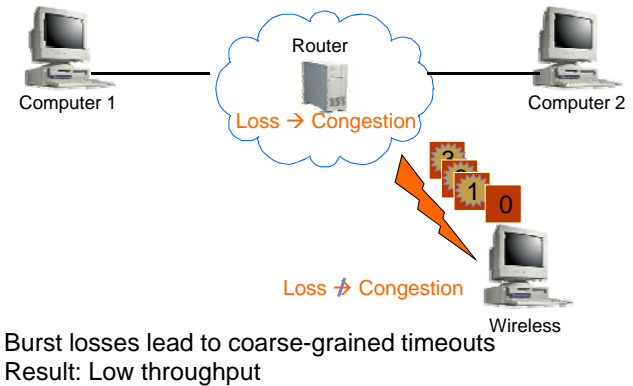 Router
Computer 1
Computer 2
Loss → Congestion
1
0
Loss ↛ Congestion
Wireless
Burst losses lead to coarse-grained timeouts
Result: Low throughput